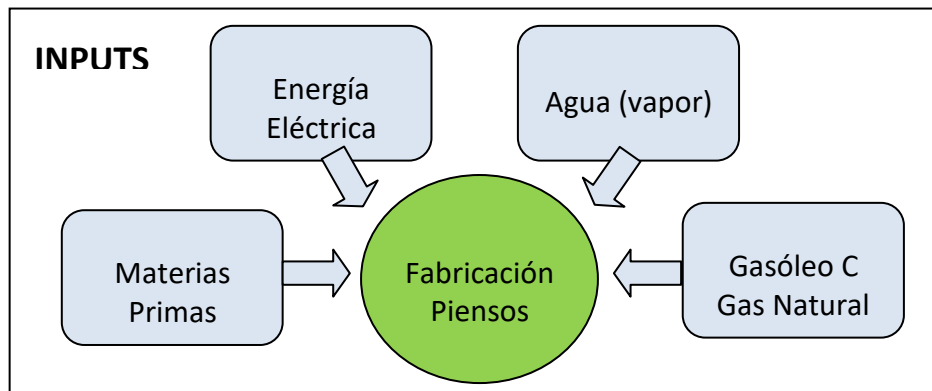 INPUTS
Energía
Eléctrica
Agua (vapor)
Materias
Primas
Fabricación
Piensos
Gasóleo C
Gas Natural